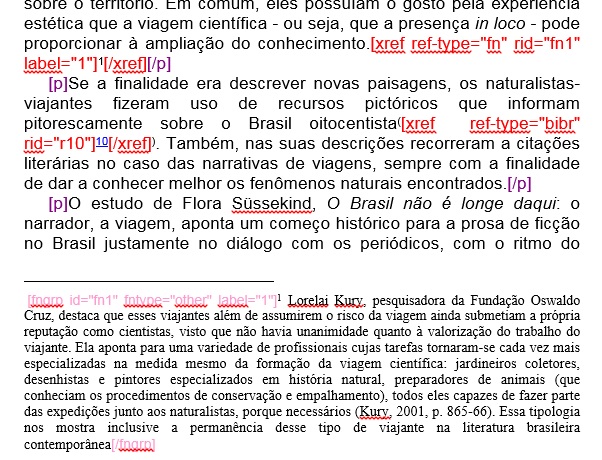 sobre o território. Em comum, eles possuíam o gosto pela experiência
estética que a viagem científica - ou seja, que a presença in loco - pode
proporcionar à ampliação do conhecimento.[xref ref-type="fn" rid="fn1"
label="1"]1[/xref][/p]
[p]Se a finalidade era descrever novas paisagens, os naturalistas-
viajantes fizeram uso de recursos pictóricos que informam
pitorescamente sobre o Brasil oitocentista([xref ref-type="bibr"
rid="r10"]10[/xref]). Também, nas suas descrições recorreram a citações
literárias no caso das narrativas de viagens, sempre com a finalidade
de dar a conhecer melhor os fenômenos naturais encontrados.[/p]
[p]O estudo de Flora Süssekind, O Brasil não é longe daqui: o
narrador, a viagem, aponta um começo histórico para a prosa de ficção
no Brasil justamente no diálogo com os periódicos, com o ritmo do
[fngrp id="fn1" fntype="other" label="1"]1 Lorelai Kury, pesquisadora da Fundação Oswaldo
Cruz, destaca que esses viajantes além de assumirem o risco da viagem ainda submetiam a própria
reputação como cientistas, visto que não havia unanimidade quanto à valorização do trabalho do
viajante. Ela aponta para uma variedade de profissionais cujas tarefas tornaram-se cada vez mais
especializadas na medida mesmo da formação da viagem científica: jardineiros coletores,
desenhistas e pintores especializados em história natural, preparadores de animais (que
conheciam os procedimentos de conservação e empalhamento), todos eles capazes de fazer parte
das expedições junto aos naturalistas, porque necessários (Kury, 2001, p. 865-66). Essa tipologia
nos mostra inclusive a permanência desse tipo de viajante na literatura brasileira
contemporânea[/fngrp]